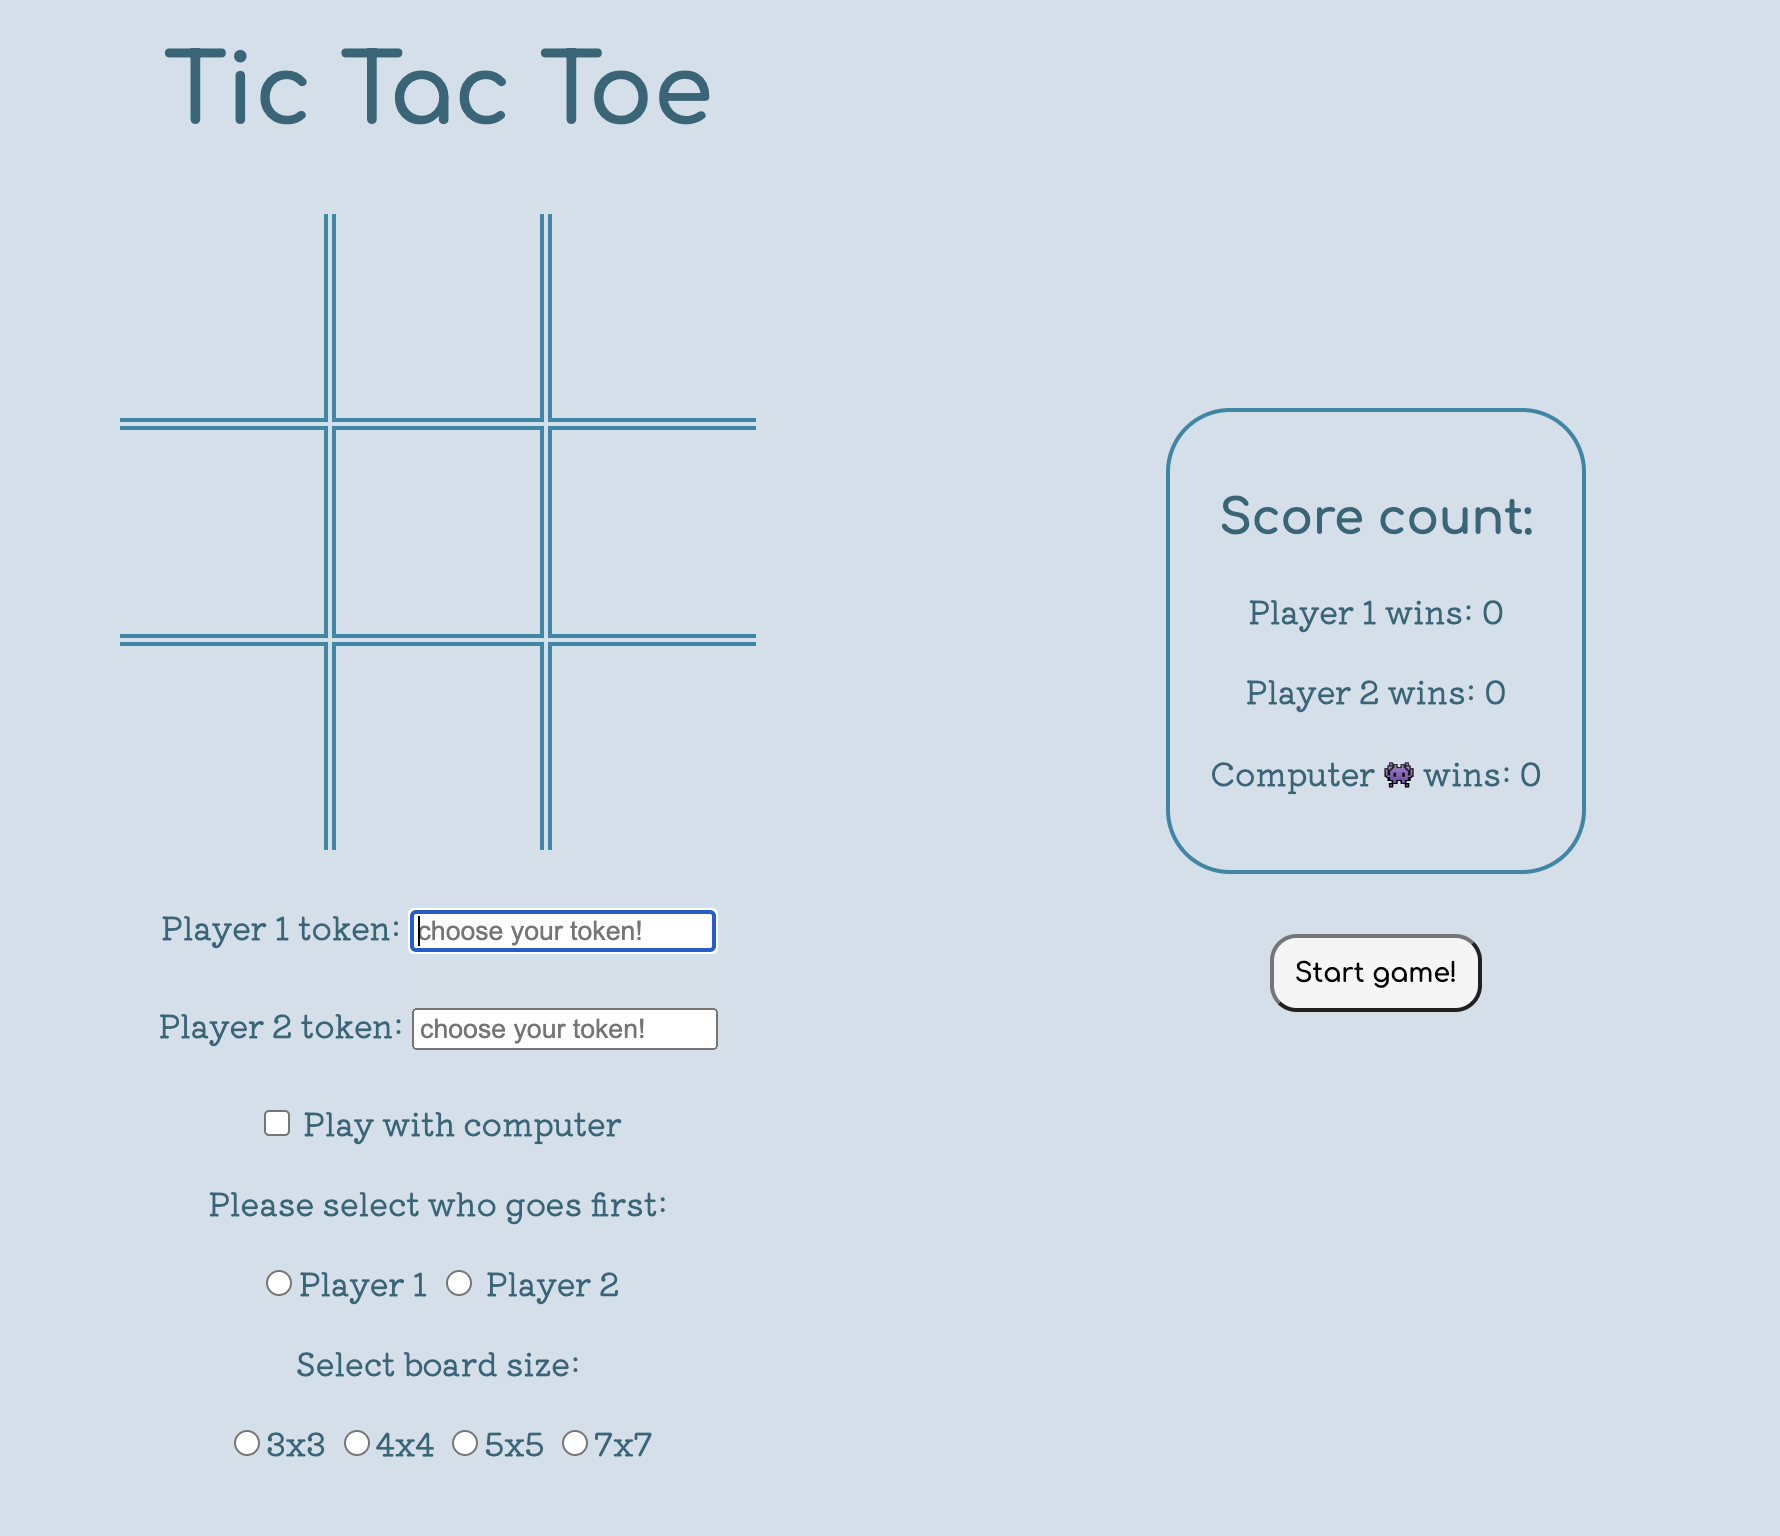 Tic Tac Toe
Player 1 token: choose your token!
Player 2 token: choose your token!
Play with computer
Please select who goes first:
Player 1 Player 2
Select board size:
3x3 4x4 5x5 7x7
Score count:
Player 1 wins: 0
Player 2 wins: 0
Computer 👾 wins: 0
Start game!